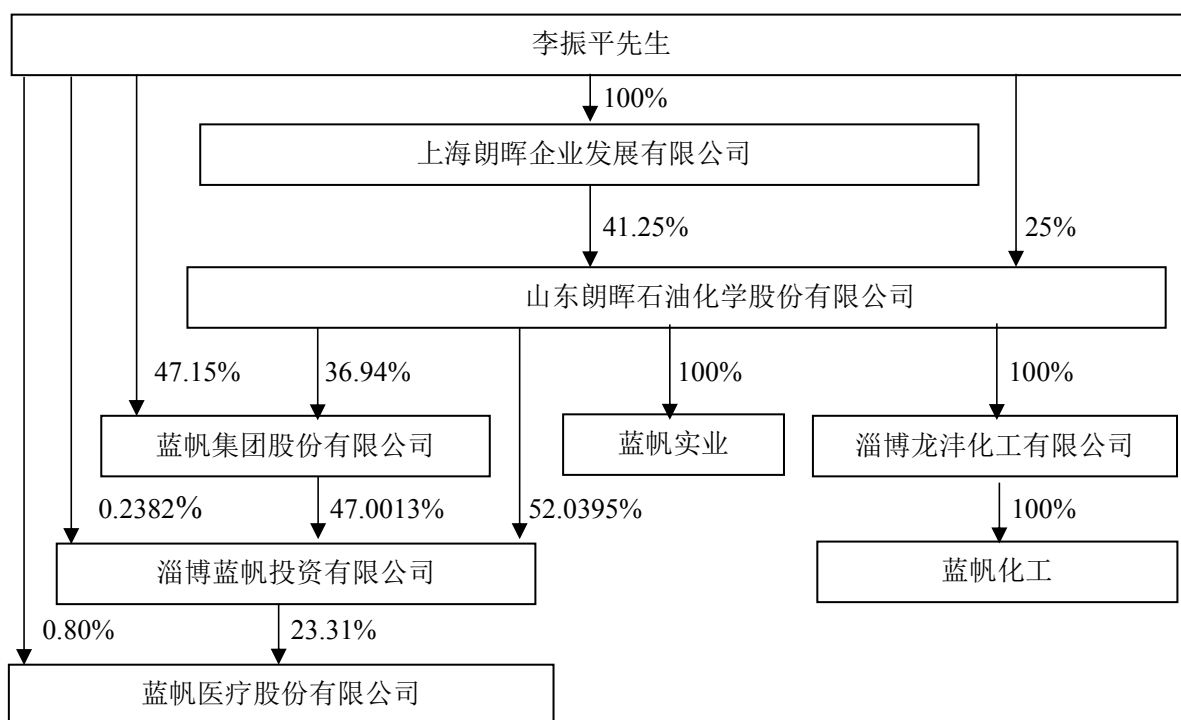 李振平先生
100%
上海朗晖企业发展有限公司
41.25%
25%
山东朗晖石油化学股份有限公司
47.15%
36.94%
100%
100%
蓝帆集团股份有限公司
蓝帆实业
淄博龙沣化工有限公司
0.2382%
47.0013%
52.0395%
100%
淄博蓝帆投资有限公司
蓝帆化工
0.80%
23.31%
蓝帆医疗股份有限公司